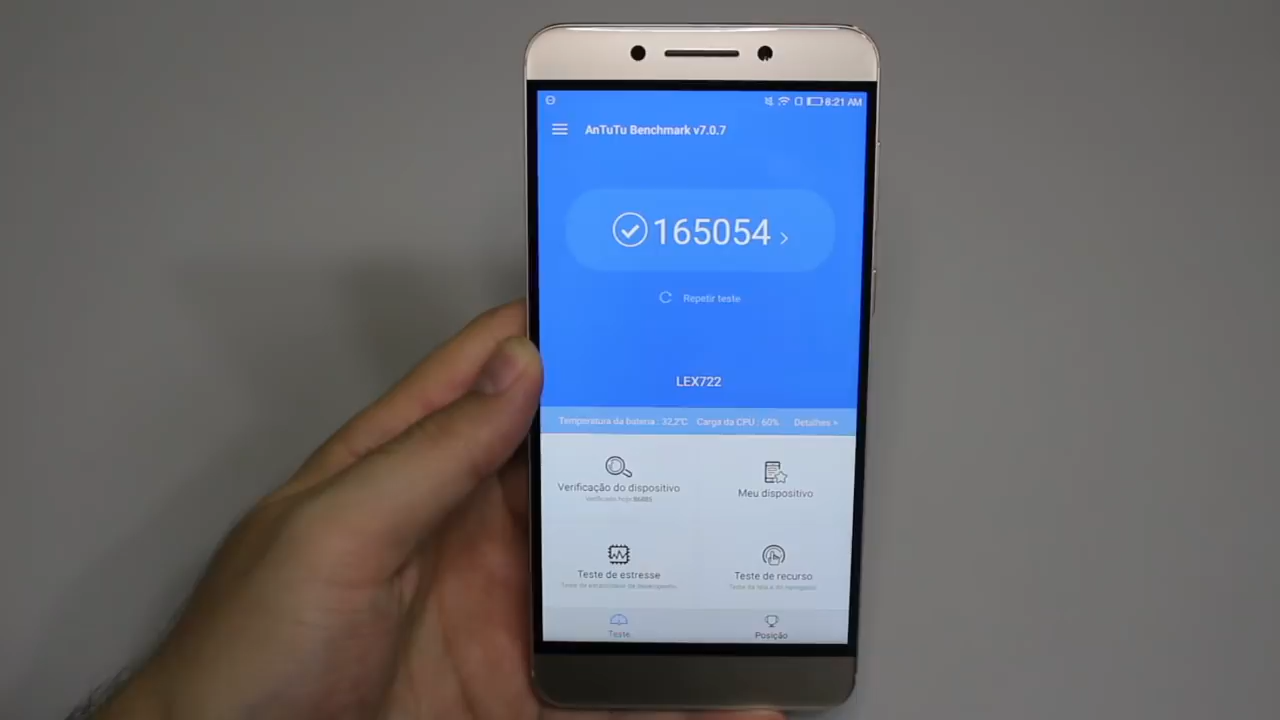 8:21 AM
AnTuTu Benchmark v7.0.7
165054 >
Repetir teste
LEX722
Temperatura da bateria : 32,2℃ Carga da CPU : 60% Detalhes >
Verificação do dispositivo
Meu dispositivo
Teste de estresse
Teste de recurso
Teste
Posição